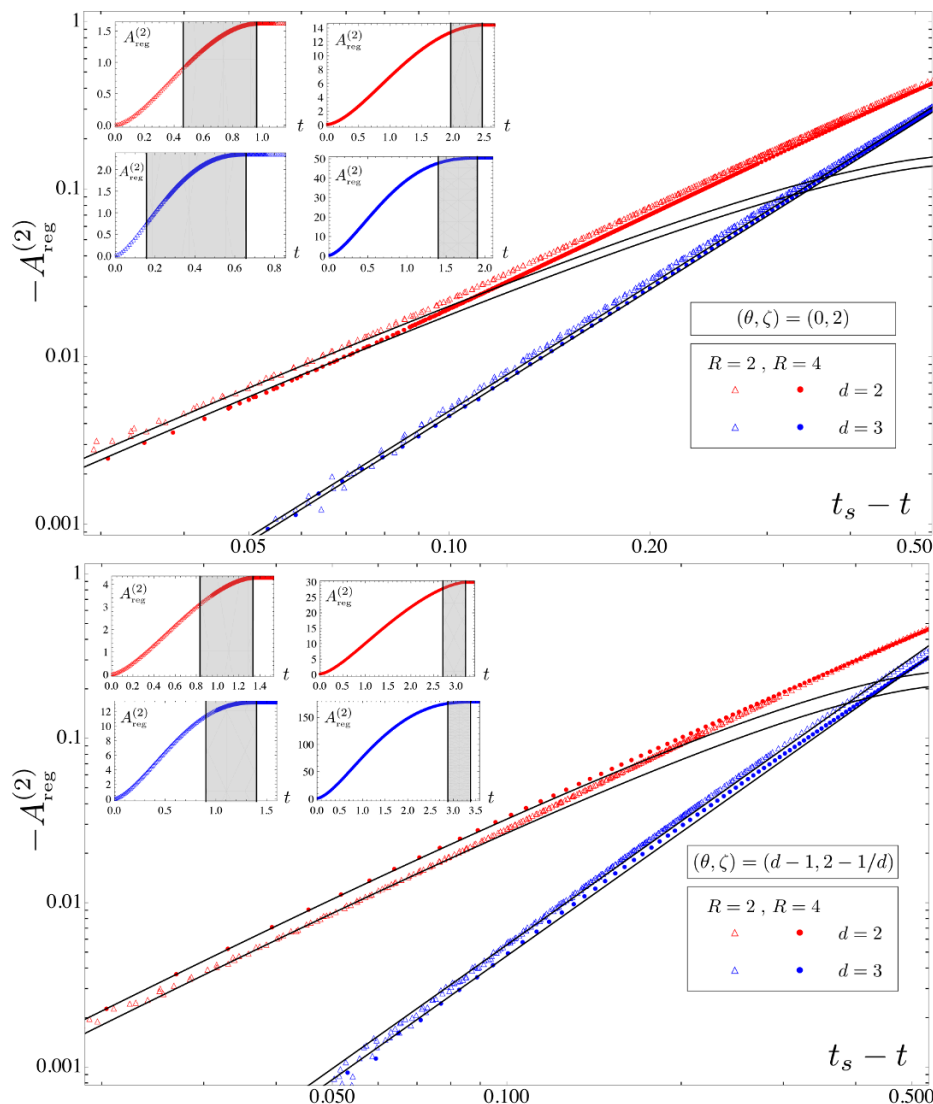 1
0.1
0.01
0.001
−A_reg^(2)
0.05 0.10 0.20 0.50
t_s − t
A_reg^(2)
0.0 0.5 1.0 1.5
0.0 0.2 0.4 0.6 0.8 1.0 t
A_reg^(2)
0 2 4 6 8 10 12 14
0.0 0.5 1.0 1.5 2.0 2.5 t
A_reg^(2)
0.0 0.5 1.0 1.5 2.0
0.0 0.2 0.4 0.6 0.8 t
A_reg^(2)
0 10 20 30 40 50
0.0 0.5 1.0 1.5 2.0 t
(θ, ζ) = (0, 2)
R = 2 , R = 4
d = 2
d = 3
1
0.1
0.01
0.001
−A_reg^(2)
0.050 0.100 0.500
t_s − t
A_reg^(2)
0 1 2 3 4
0.0 0.2 0.4 0.6 0.8 1.0 1.2 1.4 t
A_reg^(2)
0 5 10 15 20 25 30
0.0 0.5 1.0 1.5 2.0 2.5 3.0 t
A_reg^(2)
0 2 4 6 8 10 12
0.0 0.5 1.0 1.5 t
A_reg^(2)
0 50 100 150
0.0 0.5 1.0 1.5 2.0 2.5 3.0 3.5 t
(θ, ζ) = (d − 1, 2 − 1/d)
R = 2 , R = 4
d = 2
d = 3